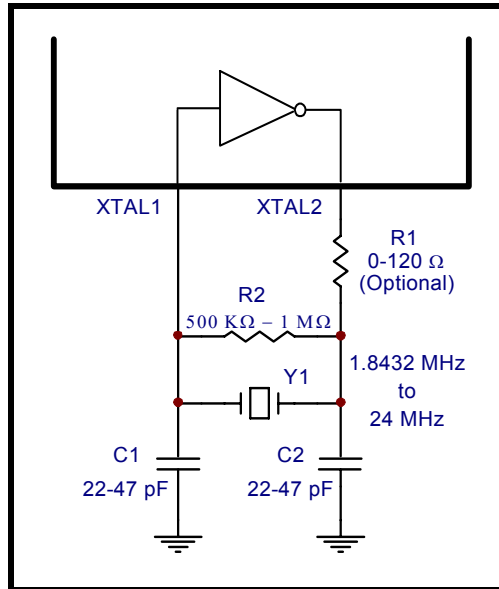 XTAL1
XTAL2
R1
0-120 Ω
(Optional)
R2
500 KΩ – 1 MΩ
Y1
1.8432 MHz
to
24 MHz
C1
22-47 pF
C2
22-47 pF